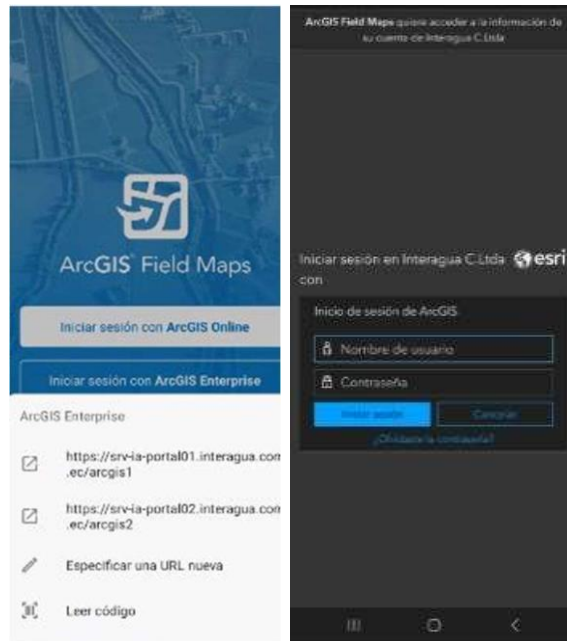 ArcGIS Field Maps
Iniciar sesión con ArcGIS Online
Iniciar sesión con ArcGIS Enterprise
ArcGIS Enterprise
https://srv-ia-portal01.interagua.com
.ec/arcgis1
https://srv-ia-portal02.interagua.com
.ec/arcgis2
Especificar una URL nueva
Leer código
ArcGIS Field Maps quiere acceder a la información de
su cuenta de Interagua C.Ltda
Iniciar sesión en Interagua C.Ltda esri
con
Inicio de sesión de ArcGIS
Nombre de usuario
Contraseña
Iniciar sesión Cancelar
¿Olvidaste la contraseña?